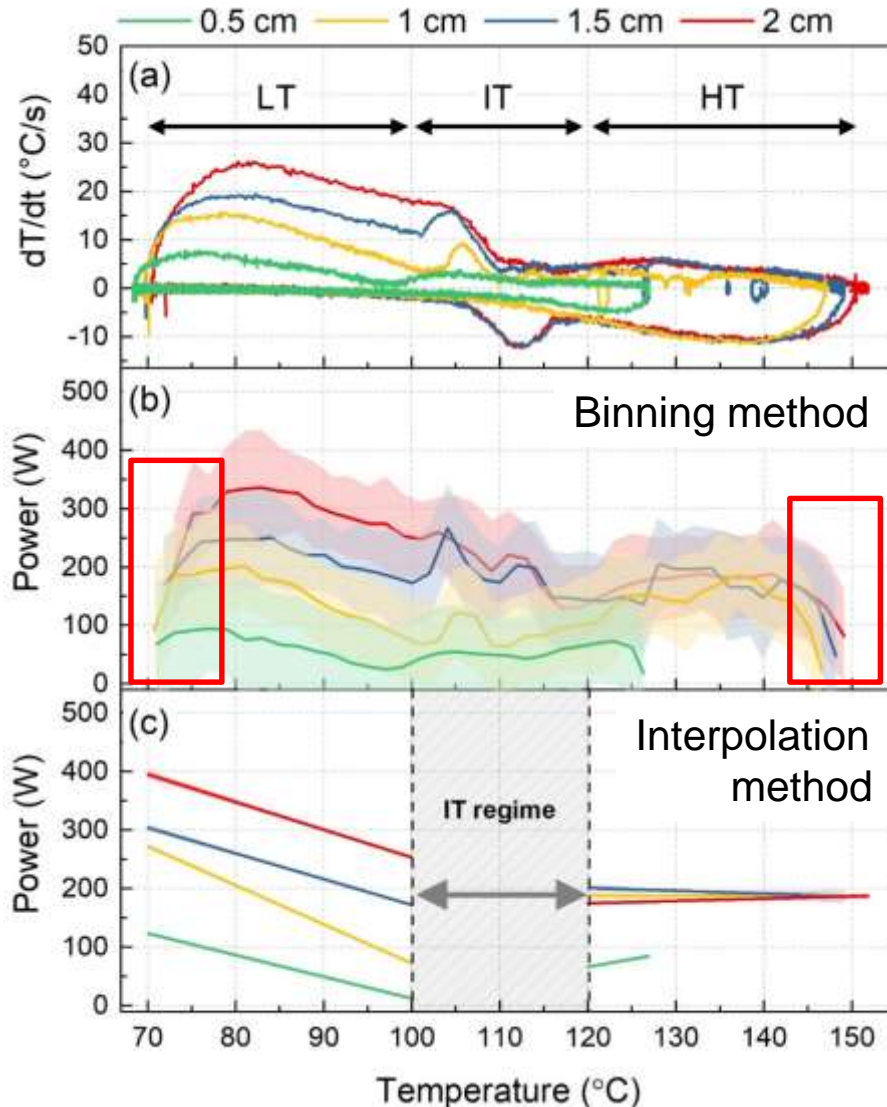 0.5 cm 1 cm 1.5 cm 2 cm
(a)
LT IT HT
dT/dt (°C/s)
50
40
30
20
10
0
-10
(b)
Binning method
Power (W)
500
400
300
200
100
0
(c)
Interpolation
method
IT regime
Power (W)
500
400
300
200
100
0
70 80 90 100 110 120 130 140 150
Temperature (°C)